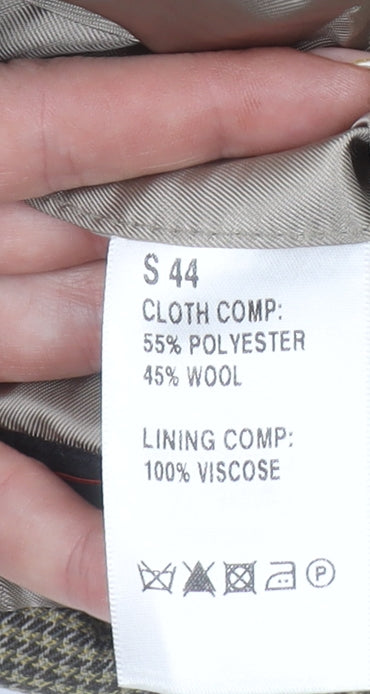 S 44
CLOTH COMP:
55% POLYESTER
45% WOOL
LINING COMP:
100% VISCOSE
P